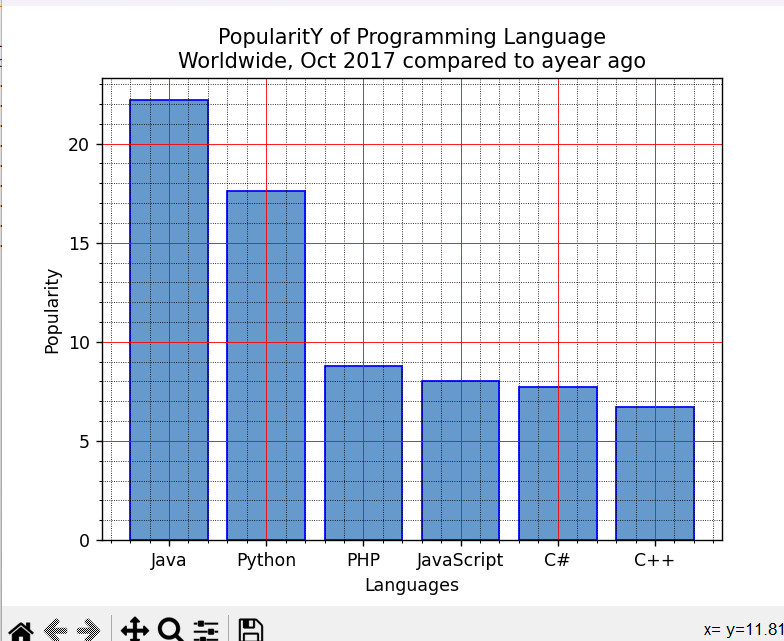 PopularitY of Programming Language
Worldwide, Oct 2017 compared to ayear ago
20
15
10
5
0
Popularity
Java Python PHP JavaScript C# C++
Languages
x= y=11.81